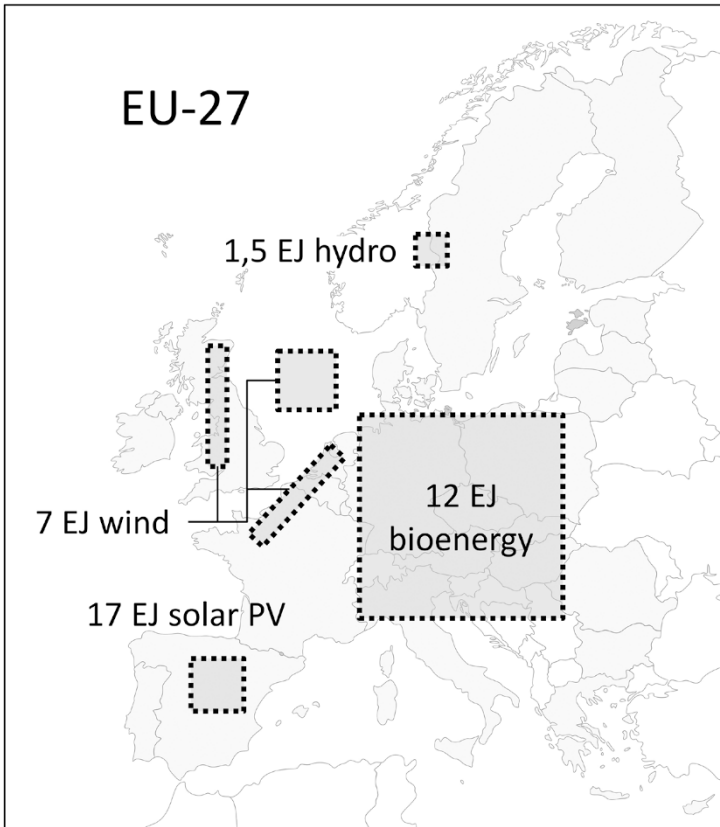 EU-27
1,5 EJ hydro
7 EJ wind
12 EJ
bioenergy
17 EJ solar PV